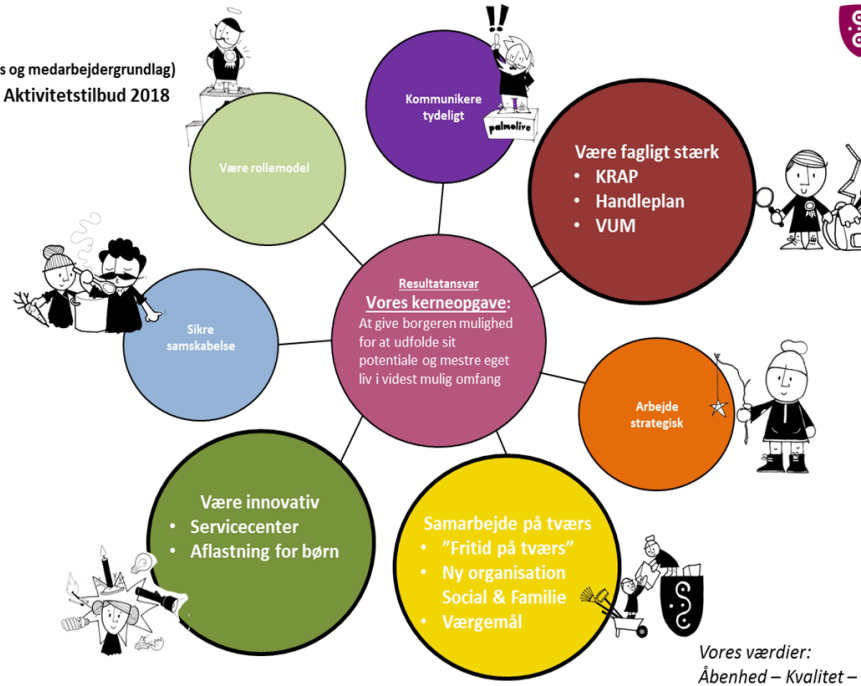 s og medarbejdergrundlag)
Aktivitetstilbud 2018
Kommunikere
tydeligt
palmolive
Være rollemodel
Være fagligt stærk
• KRAP
• Handleplan
• VUM
Resultatansvar
Vores kerneopgave:
At give borgeren mulighed
for at udfolde sit
potentiale og mestre eget
liv i videst mulig omfang
Sikre
samskabelse
Arbejde
strategisk
Være innovativ
• Servicecenter
• Aflastning for børn
Samarbejde på tværs
• ”Fritid på tværs”
• Ny organisation
Social & Familie
• Værgemål
Vores værdier:
Åbenhed – Kvalitet –